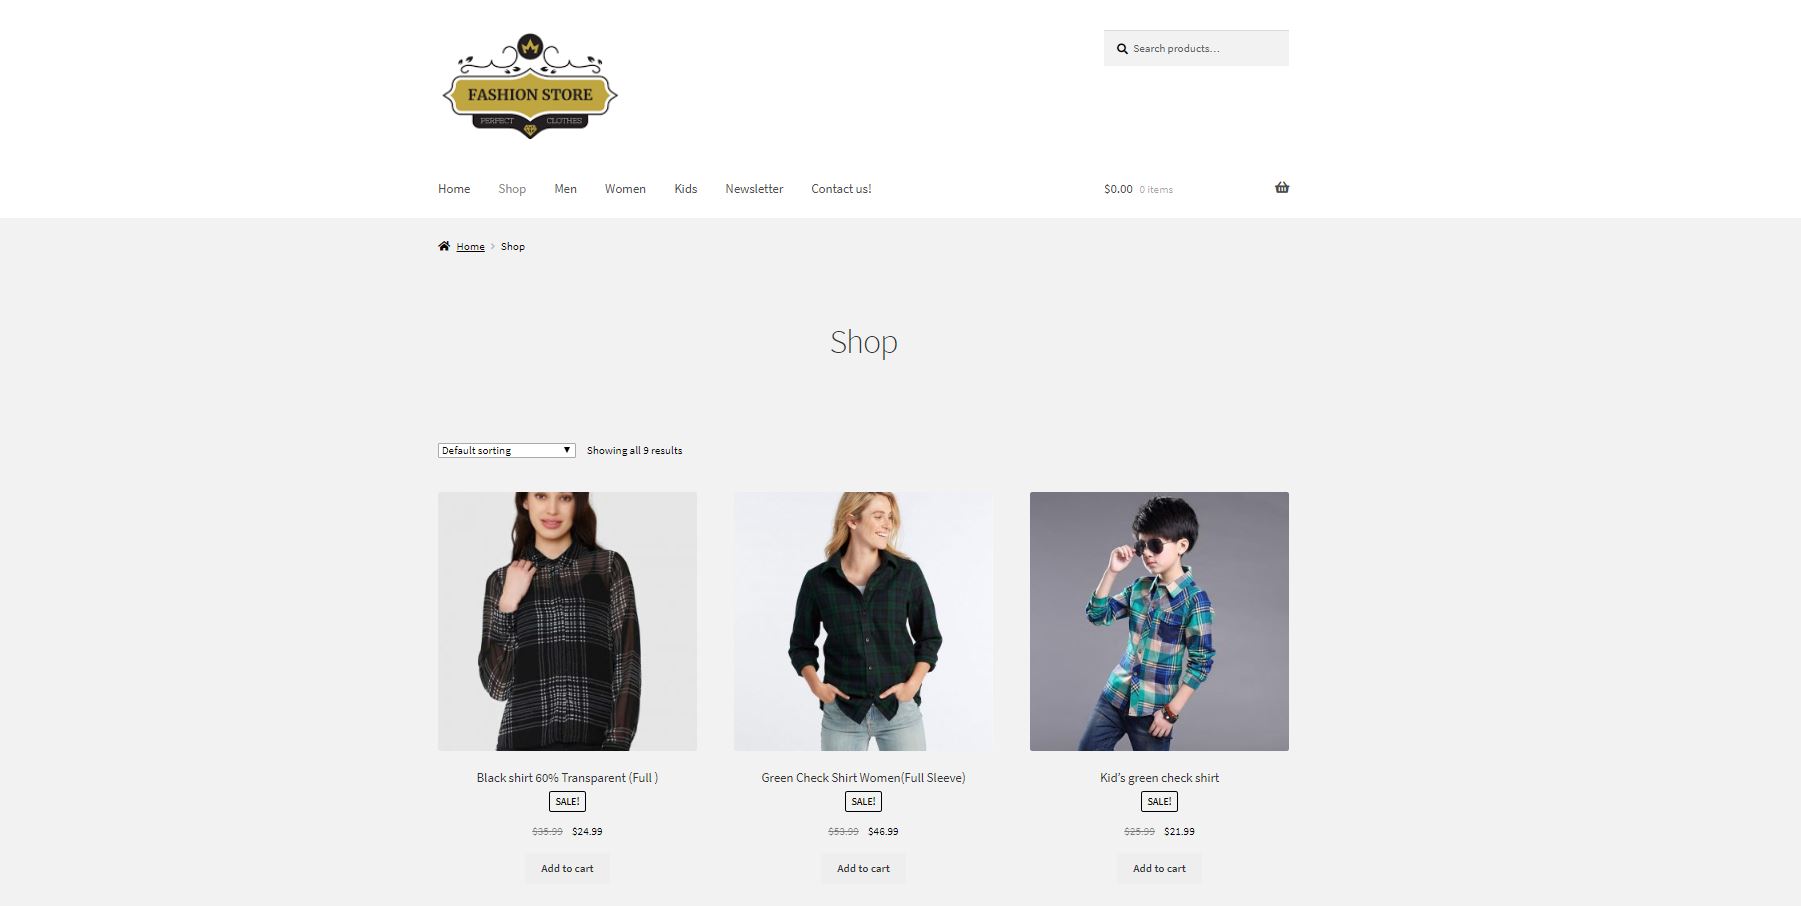 FASHION STORE
PERFECT CLOTHES
Search products…
Home Shop Men Women Kids Newsletter Contact us!
$0.00 0 items
Home > Shop
Shop
Default sorting ▼ Showing all 9 results
Black shirt 60% Transparent (Full )
SALE!
$35.99 $24.99
Add to cart
Green Check Shirt Women(Full Sleeve)
SALE!
$53.99 $46.99
Add to cart
Kid’s green check shirt
SALE!
$25.99 $21.99
Add to cart